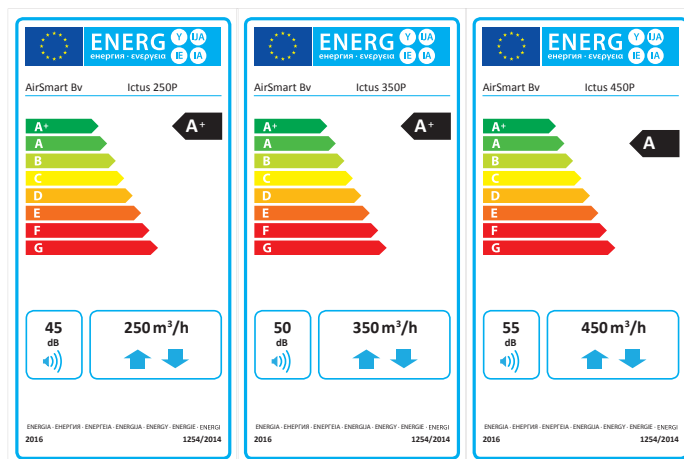 ENERG Y IJA IE IA
енергия · ενεργεια
AirSmart Bv Ictus 250P
A+ A+
A
B
C
D
E
F
G
45 dB
250 m³/h
ENERGIA · ЕНЕРГИЯ · ΕΝΕΡΓΕΙΑ · ENERGIJA · ENERGY · ENERGIE · ENERGI
2016 1254/2014
ENERG Y IJA IE IA
енергия · ενεργεια
AirSmart Bv Ictus 350P
A+ A+
A
B
C
D
E
F
G
50 dB
350 m³/h
ENERGIA · ЕНЕРГИЯ · ΕΝΕΡΓΕΙΑ · ENERGIJA · ENERGY · ENERGIE · ENERGI
2016 1254/2014
ENERG Y IJA IE IA
енергия · ενεργεια
AirSmart Bv Ictus 450P
A+
A A
B
C
D
E
F
G
55 dB
450 m³/h
ENERGIA · ЕНЕРГИЯ · ΕΝΕΡΓΕΙΑ · ENERGIJA · ENERGY · ENERGIE · ENERGI
2016 1254/2014